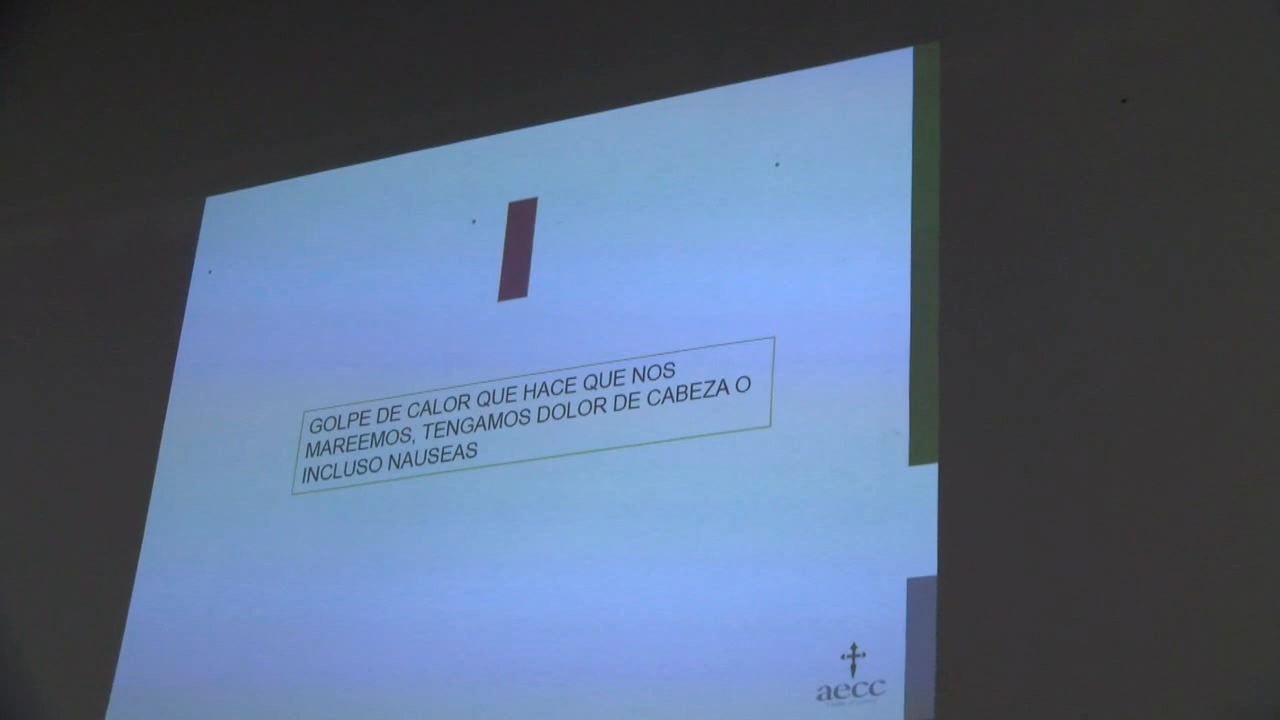 GOLPE DE CALOR QUE HACE QUE NOS
MAREEMOS, TENGAMOS DOLOR DE CABEZA O
INCLUSO NAUSEAS
aecc